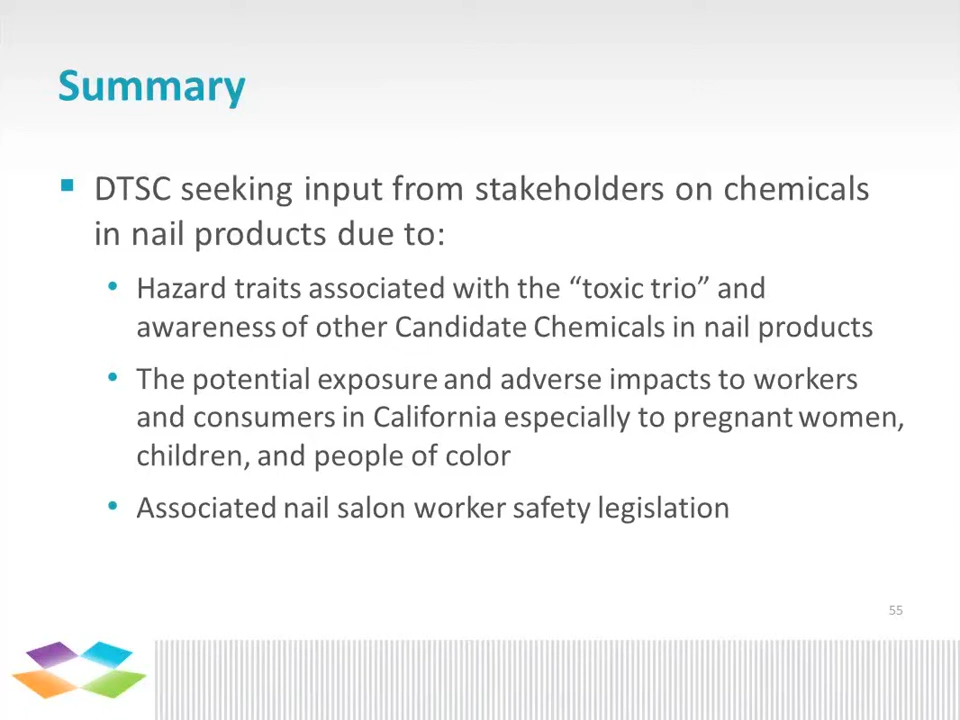 Summary
▪ DTSC seeking input from stakeholders on chemicals
in nail products due to:
• Hazard traits associated with the “toxic trio” and
awareness of other Candidate Chemicals in nail products
• The potential exposure and adverse impacts to workers
and consumers in California especially to pregnant women,
children, and people of color
• Associated nail salon worker safety legislation
55